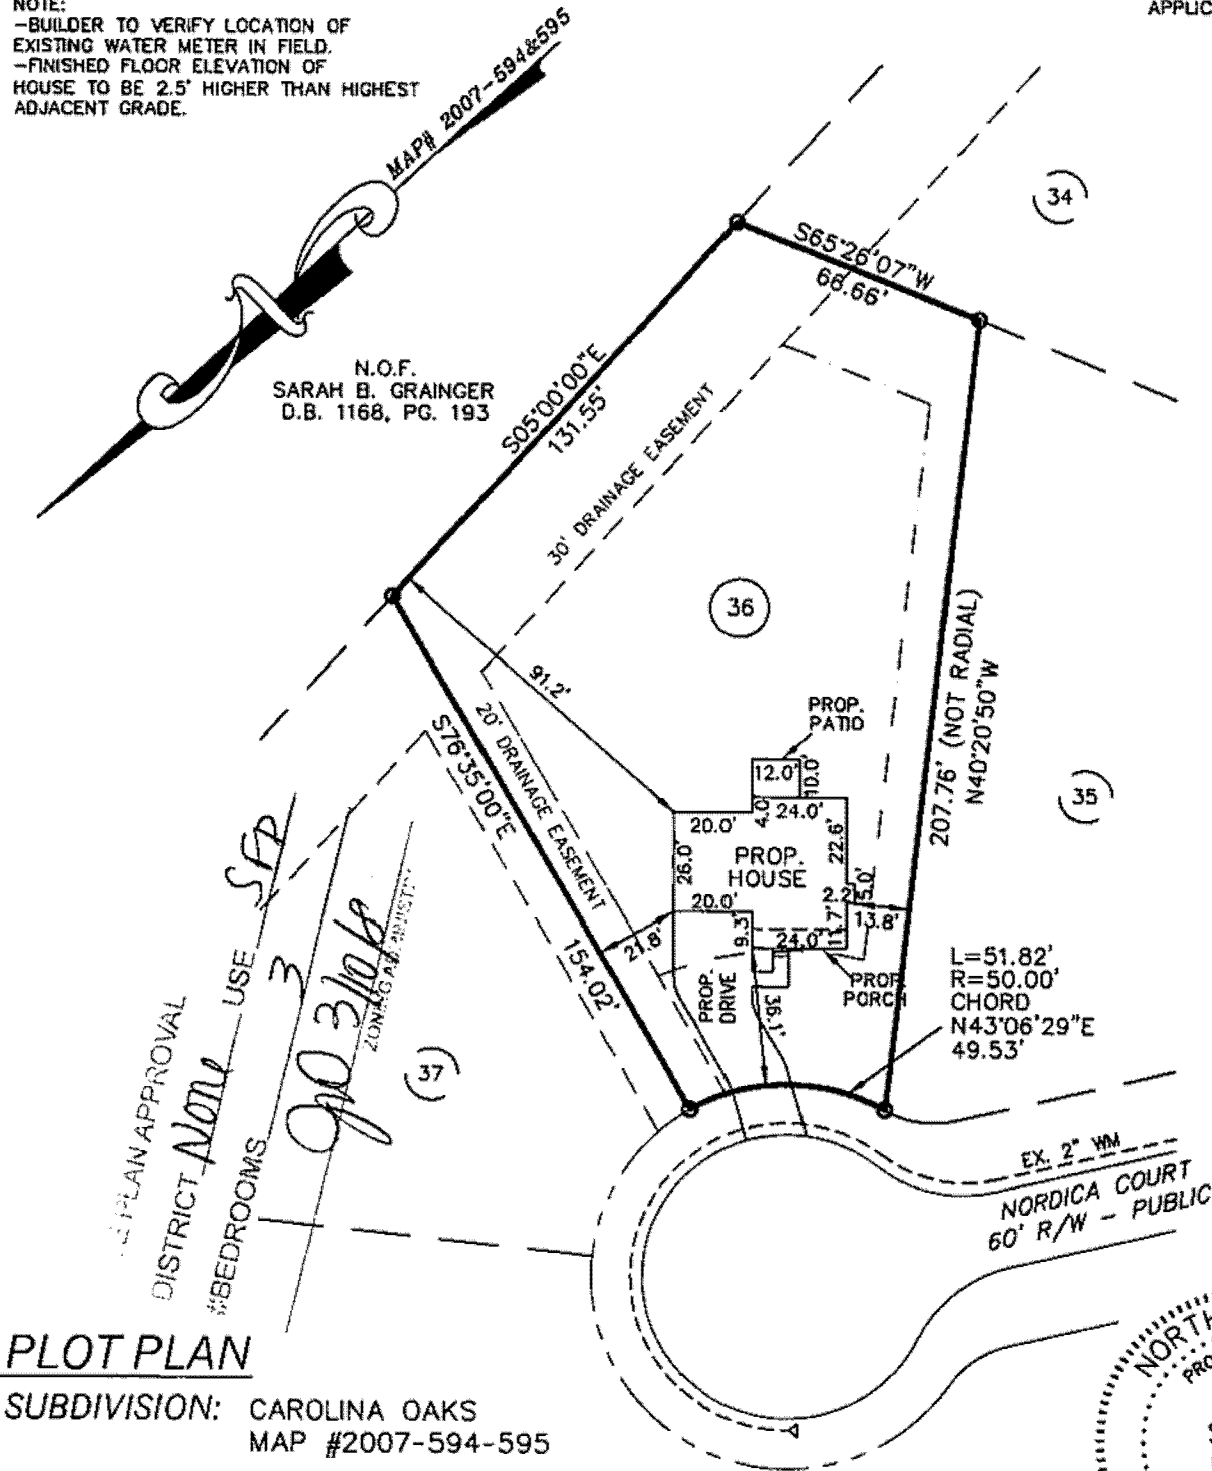 NOTE:
-BUILDER TO VERIFY LOCATION OF
EXISTING WATER METER IN FIELD.
-FINISHED FLOOR ELEVATION OF
HOUSE TO BE 2.5' HIGHER THAN HIGHEST
ADJACENT GRADE.
APPLIC
MAP# 2007-594&595
34
S65°26'07"W
66.66'
N.O.F.
SARAH B. GRAINGER
D.B. 1168, PG. 193
S05°00'00"E
131.55'
30' DRAINAGE EASEMENT
36
91.2'
PROP.
PATIO
207.76' (NOT RADIAL)
N40°20'50"W
35
S76°35'00"E
154.02'
20' DRAINAGE EASEMENT
12.0'
10.0'
20.0'
4.0'
24.0'
26.0'
22.6'
PROP.
HOUSE
2.2'
5.0'
20.0'
9.3'
24.0'
11.7'
13.8'
21.8'
PROP.
DRIVE
36.1'
PROP.
PORCH
L=51.82'
R=50.00'
CHORD
N43°06'29"E
49.53'
37
PLAN APPROVAL
DISTRICT None USE SFD
#BEDROOMS 3
EX. 2" WM
NORDICA COURT
60' R/W - PUBLIC
NORTH
PRO
PLOT PLAN
SUBDIVISION: CAROLINA OAKS
MAP #2007-594-595